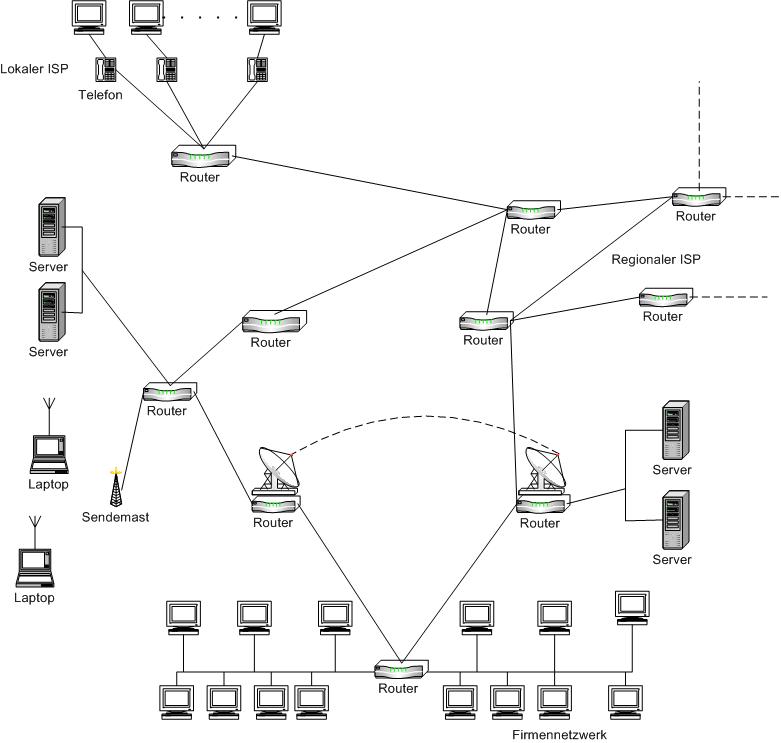 Lokaler ISP
Telefon
Router
Router
Router
Server
Regionaler ISP
Router
Router
Router
Server
Router
Laptop
Server
Sendemast
Router
Router
Server
Laptop
Router
Firmennetzwerk